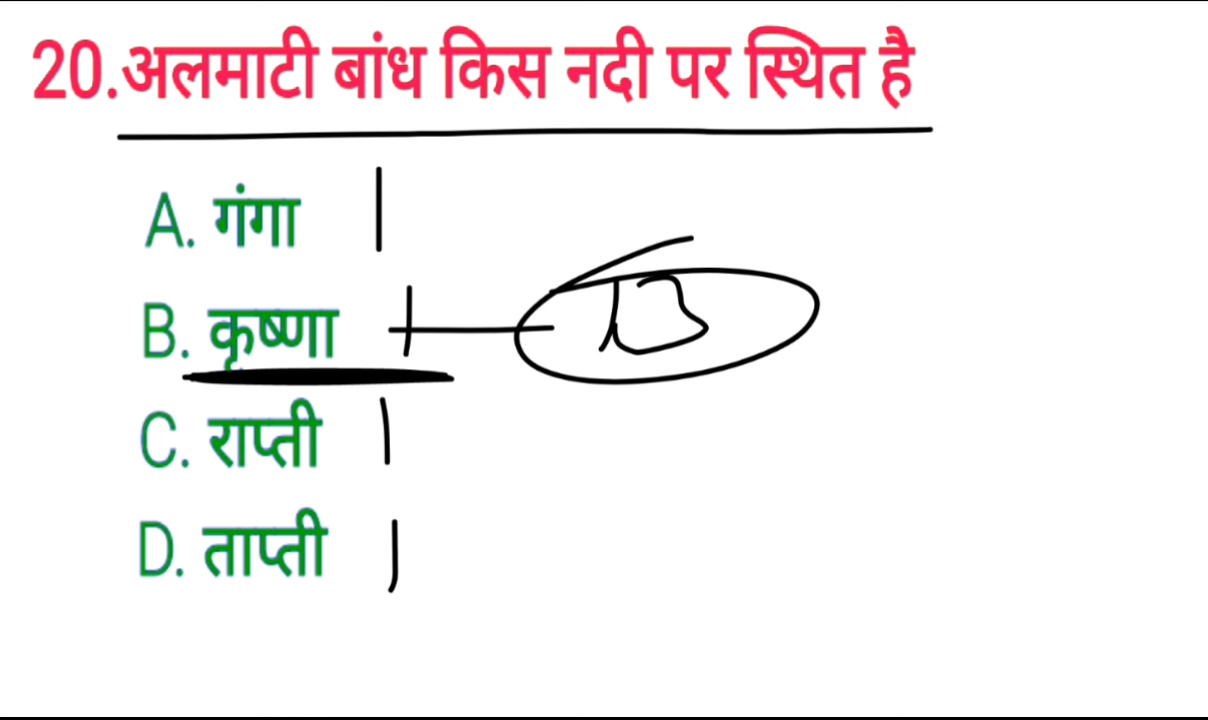 20.अलमाटी बांध किस नदी पर स्थित है
A. गंगा
B. कृष्णा
B
C. राप्ती
D. ताप्ती